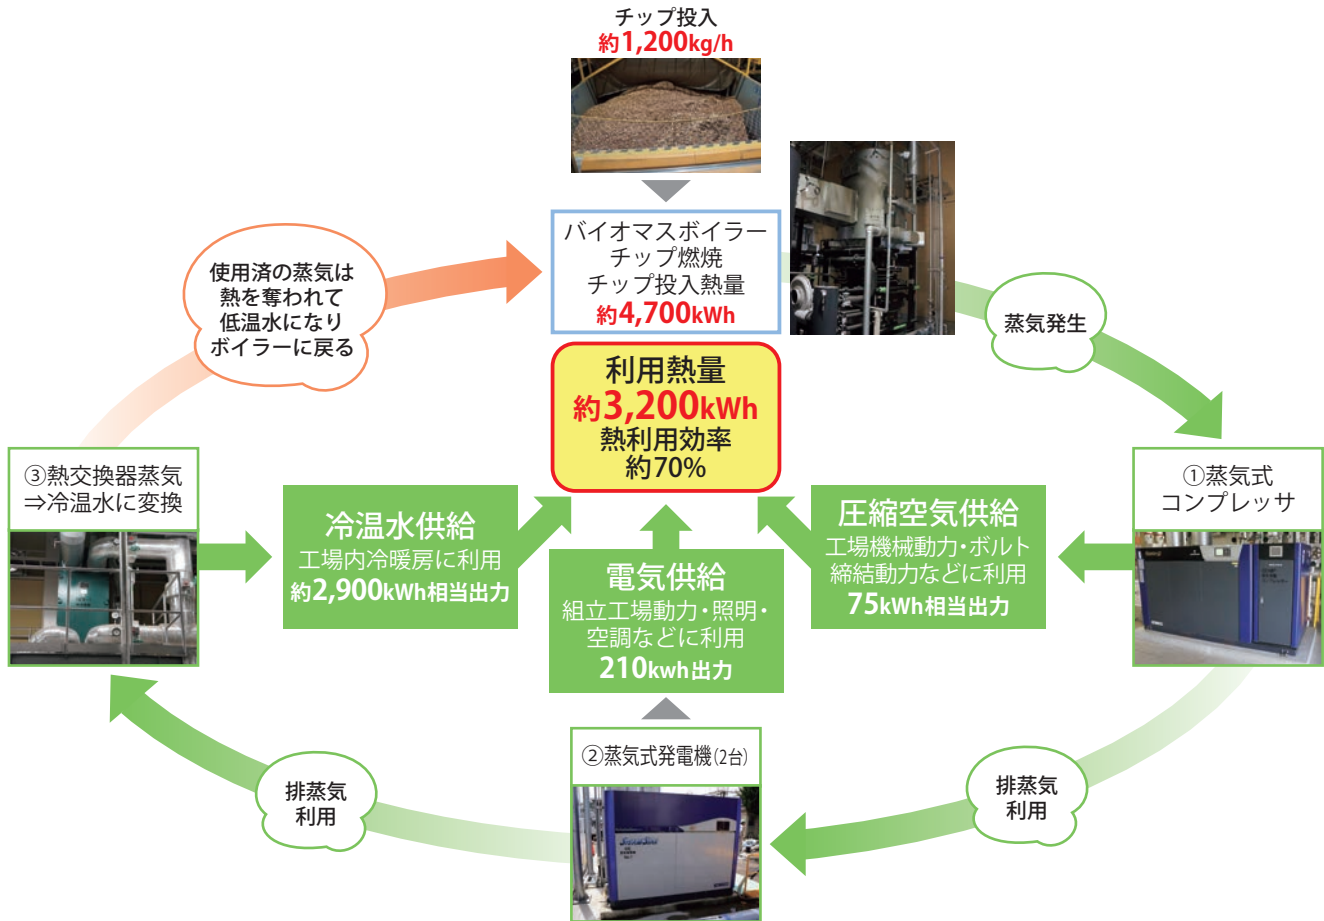 チップ投入
約1,200kg/h
バイオマスボイラー
チップ燃焼
チップ投入熱量
約4,700kWh
蒸気発生
使用済の蒸気は
熱を奪われて
低温水になり
ボイラーに戻る
利用熱量
約3,200kWh
熱利用効率
約70%
①蒸気式
コンプレッサ
圧縮空気供給
工場機械動力・ボルト
締結動力などに利用
75kWh相当出力
排蒸気
利用
②蒸気式発電機(2台)
電気供給
組立工場動力・照明・
空調などに利用
210kwh出力
排蒸気
利用
③熱交換器蒸気
⇒冷温水に変換
冷温水供給
工場内冷暖房に利用
約2,900kWh相当出力